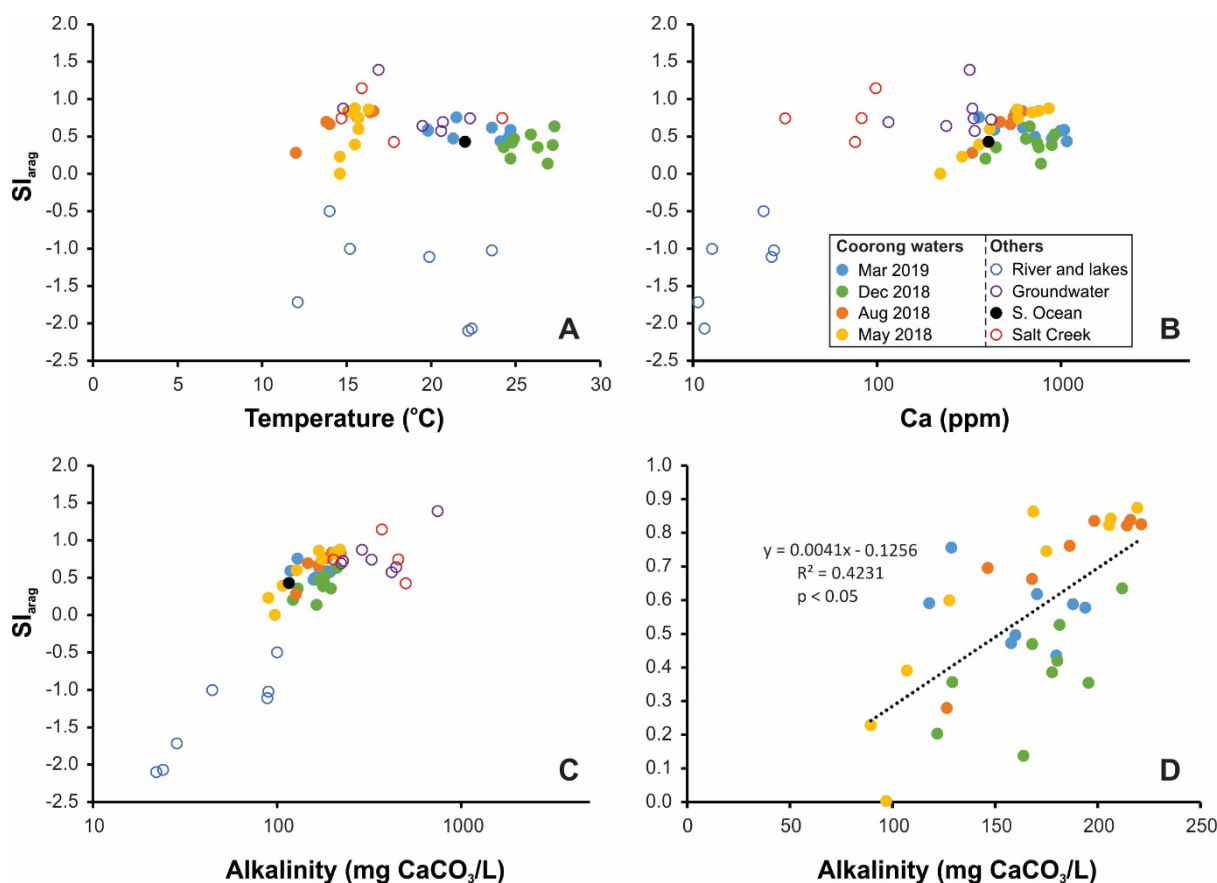 2.0
1.5
1.0
0.5
0.0
-0.5
-1.0
-1.5
-2.0
-2.5
SIarag
0 5 10 15 20 25 30
Temperature (°C)
A
2.0
1.5
1.0
0.5
0.0
-0.5
-1.0
-1.5
-2.0
-2.5
10 100 1000
Ca (ppm)
B
Coorong waters Others
Mar 2019 River and lakes
Dec 2018 Groundwater
Aug 2018 S. Ocean
May 2018 Salt Creek
2.0
1.5
1.0
0.5
0.0
-0.5
-1.0
-1.5
-2.0
-2.5
SIarag
10 100 1000
Alkalinity (mg CaCO3/L)
C
1.0
0.9
0.8
0.7
0.6
0.5
0.4
0.3
0.2
0.1
0.0
y = 0.0041x - 0.1256
R² = 0.4231
p < 0.05
0 50 100 150 200 250
Alkalinity (mg CaCO3/L)
D